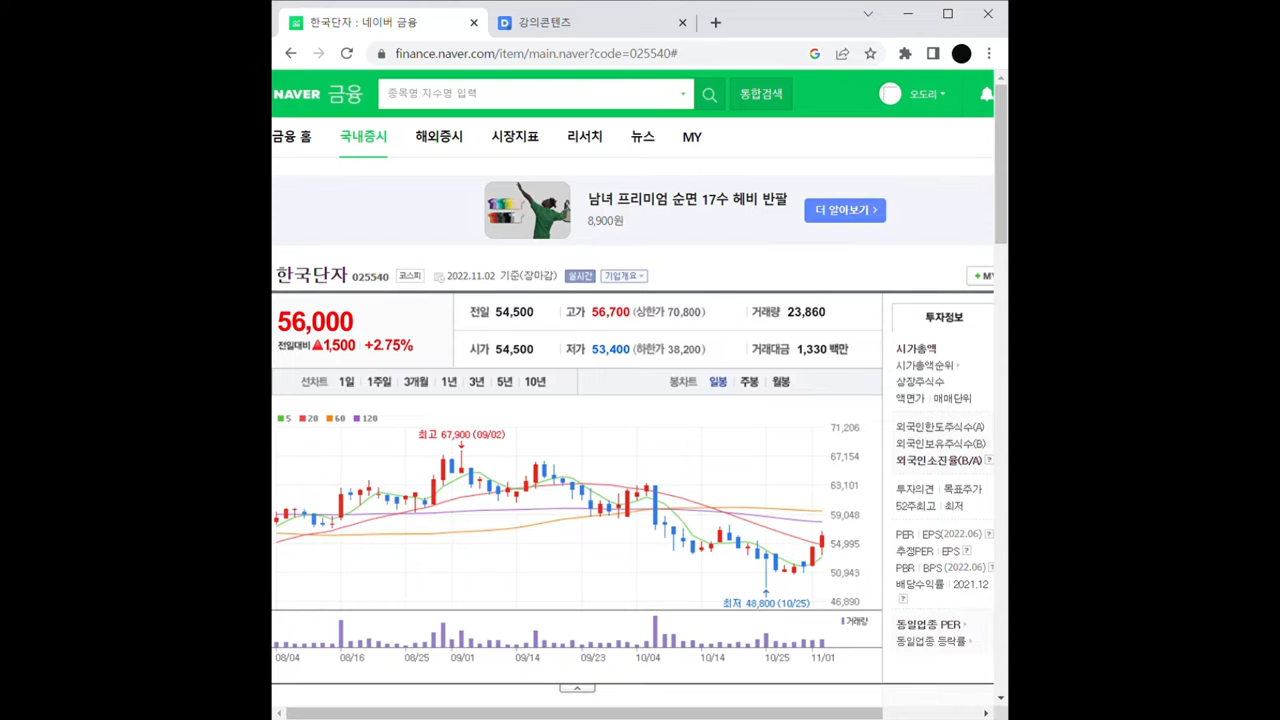 한국단자 : 네이버 금융
강의콘텐츠
finance.naver.com/item/main.naver?code=025540#
NAVER 금융
종목명·지수명 입력
통합검색
오도리
금융 홈 국내증시 해외증시 시장지표 리서치 뉴스 MY
남녀 프리미엄 순면 17수 헤비 반팔
8,900원
더 알아보기
한국단자 025540 코스피 2022.11.02 기준(장마감) 실시간 기업개요
+ MY
56,000
전일대비 1,500 +2.75%
전일 54,500 고가 56,700 (상한가 70,800) 거래량 23,860
시가 54,500 저가 53,400 (하한가 38,200) 거래대금 1,330 백만
선차트 1일 1주일 3개월 1년 3년 5년 10년 봉차트 일봉 주봉 월봉
5 20 60 120
최고 67,900 (09/02)
71,206
67,154
63,101
59,048
54,995
50,943
46,890
최저 48,800 (10/25)
거래량
08/04 08/16 08/25 09/01 09/14 09/23 10/04 10/14 10/25 11/01
투자정보
시가총액
시가총액순위
상장주식수
액면가 매매단위
외국인한도주식수(A)
외국인보유주식수(B)
외국인소진율(B/A) ?
투자의견 목표주가
52주최고 최저
PER EPS(2022.06) ?
추정PER EPS ?
PBR BPS (2022.06) ?
배당수익률 2021.12
?
동일업종 PER
동일업종 등락률